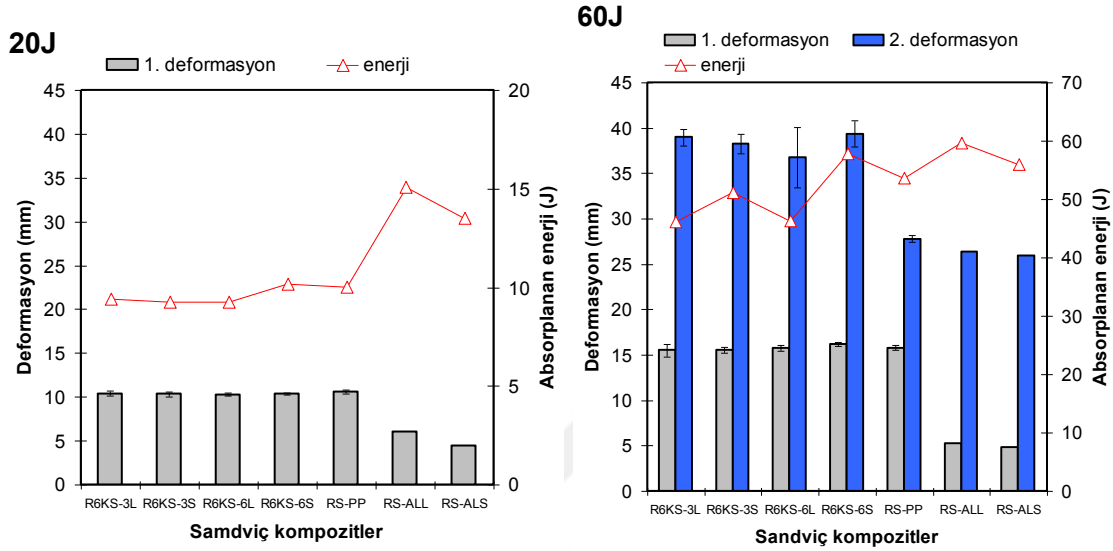 20J
1. deformasyon
enerji
45
40
35
30
25
20
15
10
5
0
Deformasyon (mm)
20
15
10
5
0
Absorplanan enerji (J)
R6KS-3L R6KS-3S R6KS-6L R6KS-6S RS-PP RS-ALL RS-ALS
Samdviç kompozitler
60J
1. deformasyon 2. deformasyon
enerji
45
40
35
30
25
20
15
10
5
0
Deformasyon (mm)
70
60
50
40
30
20
10
0
Absorplanan enerji (J)
R6KS-3L R6KS-3S R6KS-6L R6KS-6S RS-PP RS-ALL RS-ALS
Sandviç kompozitler